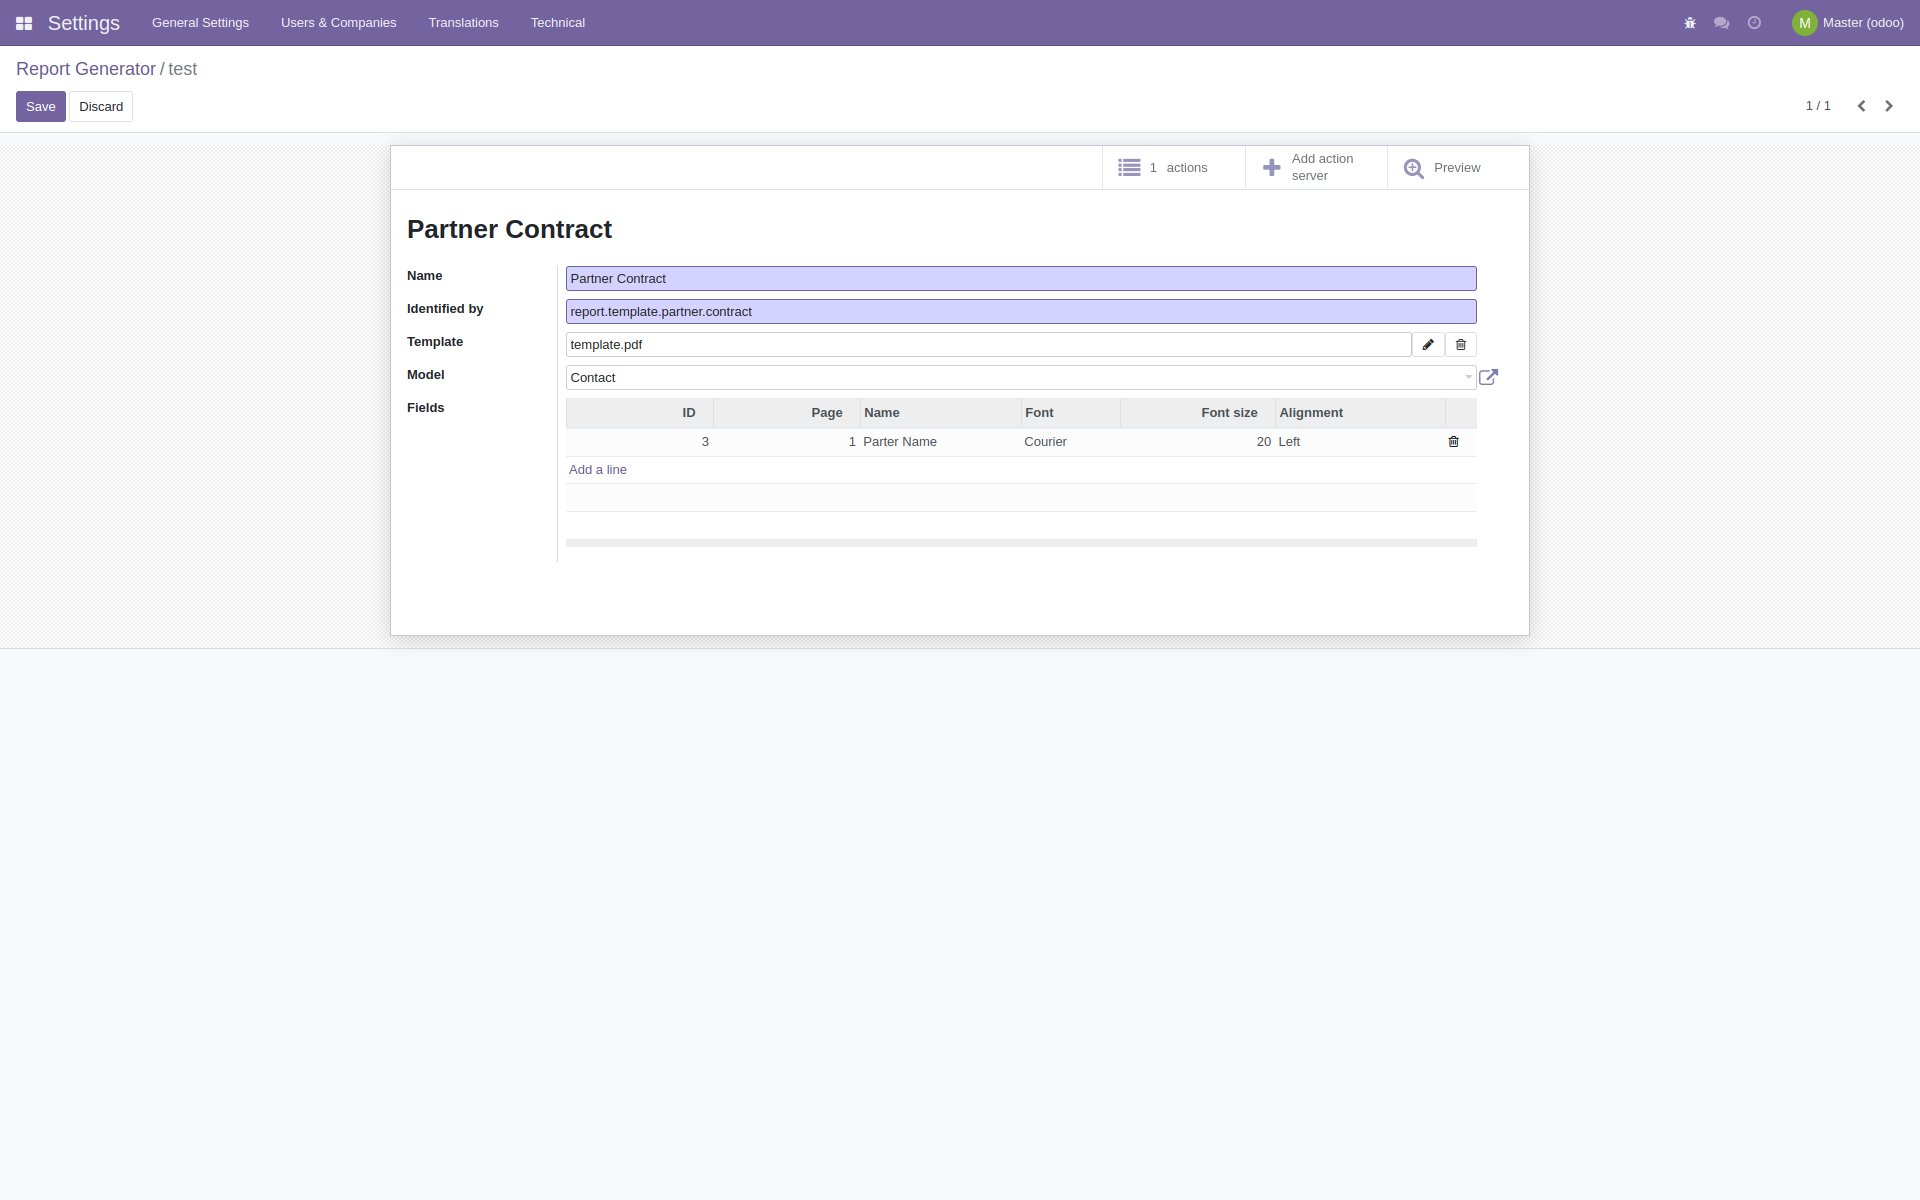 Settings General Settings Users & Companies Translations Technical M Master (odoo)
Report Generator / test
Save Discard 1 / 1
1 actions Add action server Preview
Partner Contract
Name Partner Contract
Identified by report.template.partner.contract
Template template.pdf
Model Contact
Fields ID Page Name Font Font size Alignment
3 1 Parter Name Courier 20 Left
Add a line